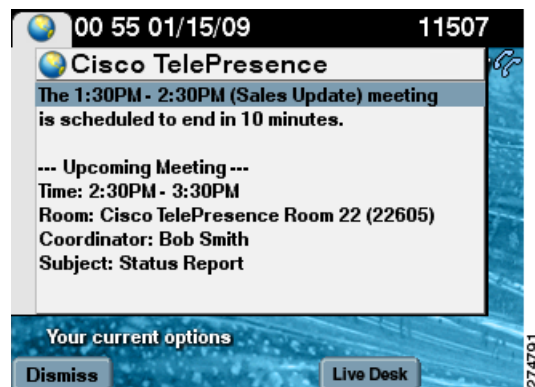 00 55 01/15/09 11507
Cisco TelePresence
The 1:30PM - 2:30PM (Sales Update) meeting
is scheduled to end in 10 minutes.
--- Upcoming Meeting ---
Time: 2:30PM - 3:30PM
Room: Cisco TelePresence Room 22 (22605)
Coordinator: Bob Smith
Subject: Status Report
Your current options
Dismiss Live Desk
274791